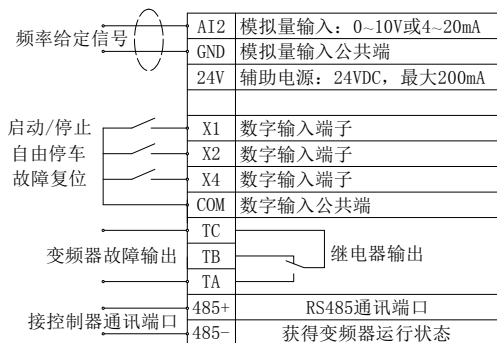 频率给定信号
AI2 模拟量输入：0~10V或4~20mA
GND 模拟量输入公共端
24V 辅助电源：24VDC，最大200mA
启动/停止 X1 数字输入端子
自由停车 X2 数字输入端子
故障复位 X4 数字输入端子
COM 数字输入公共端
TC
变频器故障输出 TB 继电器输出
TA
接控制器通讯端口
485+ RS485通讯端口
485- 获得变频器运行状态